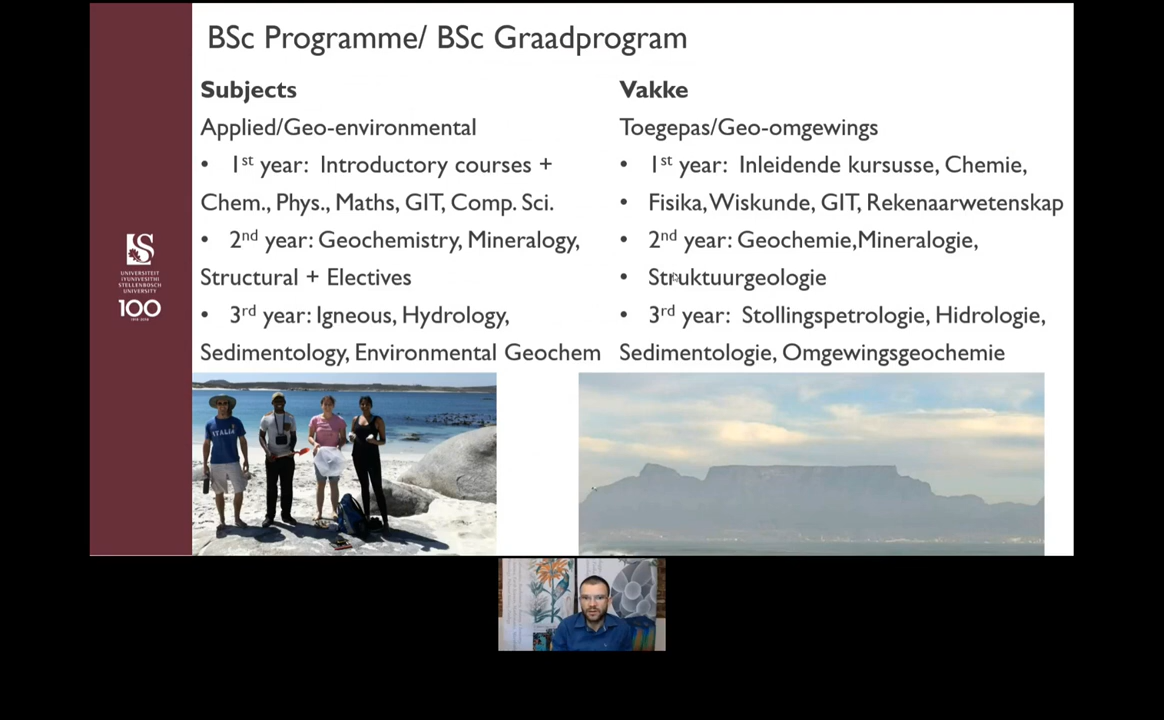 BSc Programme/ BSc Graadprogram
Subjects
Applied/Geo-environmental
• 1st year: Introductory courses +
Chem., Phys., Maths, GIT, Comp. Sci.
• 2nd year: Geochemistry, Mineralogy,
Structural + Electives
• 3rd year: Igneous, Hydrology,
Sedimentology, Environmental Geochem
Vakke
Toegepas/Geo-omgewings
• 1st year: Inleidende kursusse, Chemie,
• Fisika, Wiskunde, GIT, Rekenaarwetenskap
• 2nd year: Geochemie,Mineralogie,
• Struktuurgeologie
• 3rd year: Stollingspetrologie, Hidrologie,
Sedimentologie, Omgewingsgeochemie
UNIVERSITEIT
iYUNIVESITHI
STELLENBOSCH
UNIVERSITY
100
1918·2018
ITALIA